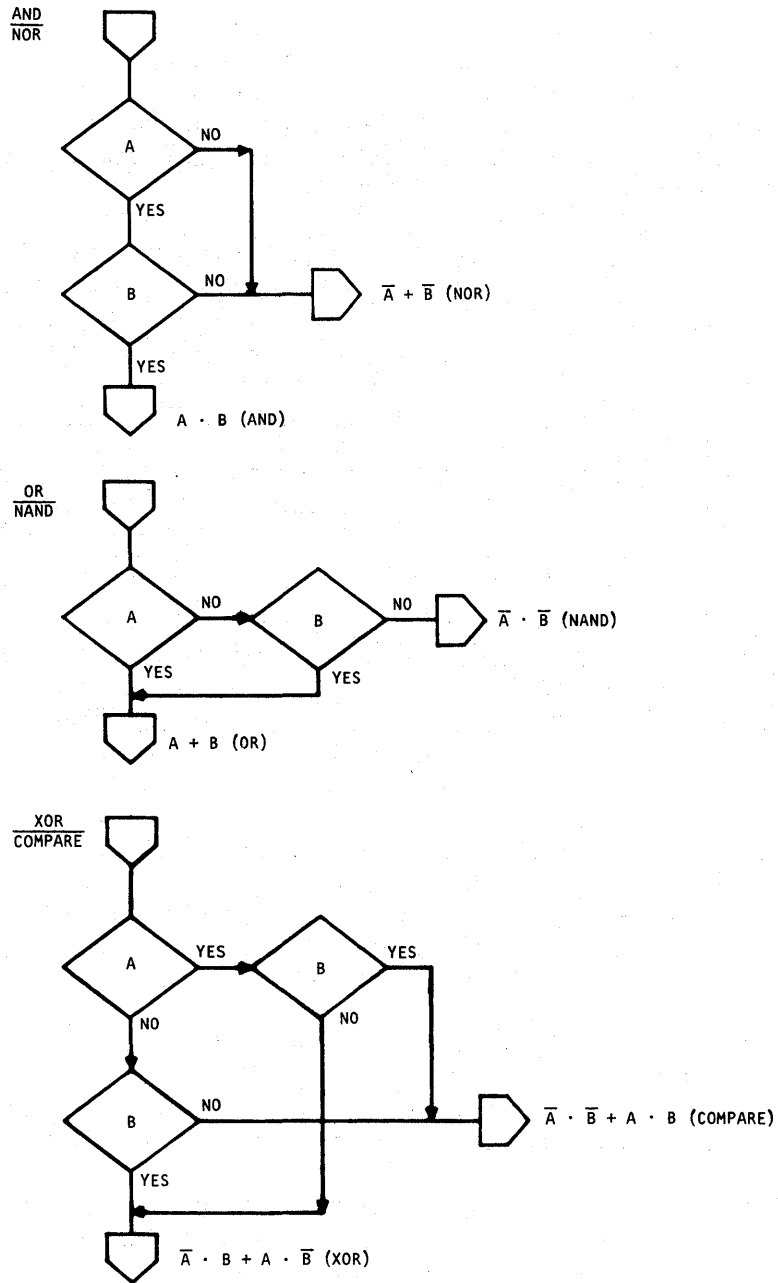 AND
NOR
A
NO
YES
B
NO
A̅ + B̅ (NOR)
YES
A · B (AND)
OR
NAND
A
NO
B
NO
A̅ · B̅ (NAND)
YES
YES
A + B (OR)
XOR
COMPARE
A
YES
B
YES
NO
NO
B
NO
A̅ · B̅ + A · B (COMPARE)
YES
A̅ · B + A · B̅ (XOR)